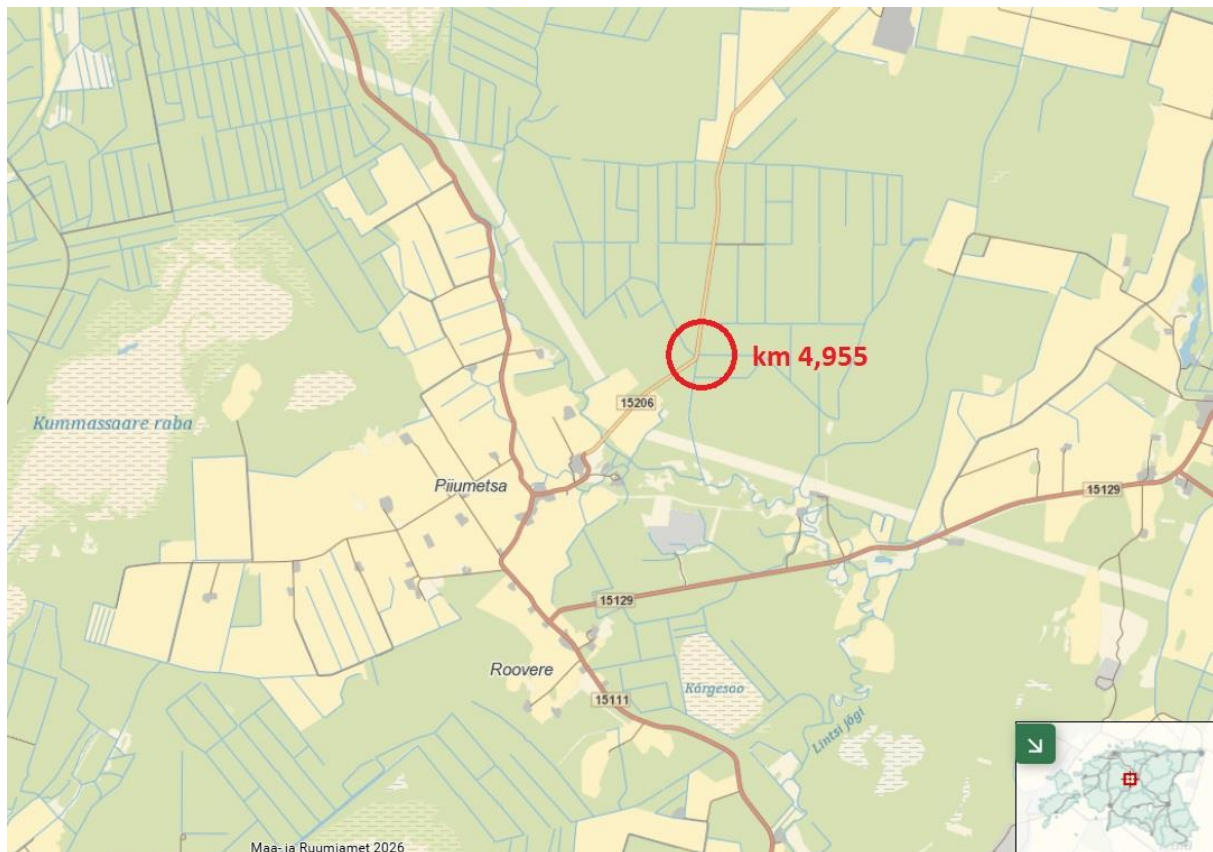 km 4,955
15206
Kummassaare raba
Piiumetsa
15129
15129
Roovere
Kõrgesoo
15111
Lintsi jõgi
Maa- ja Ruumiamet 2026